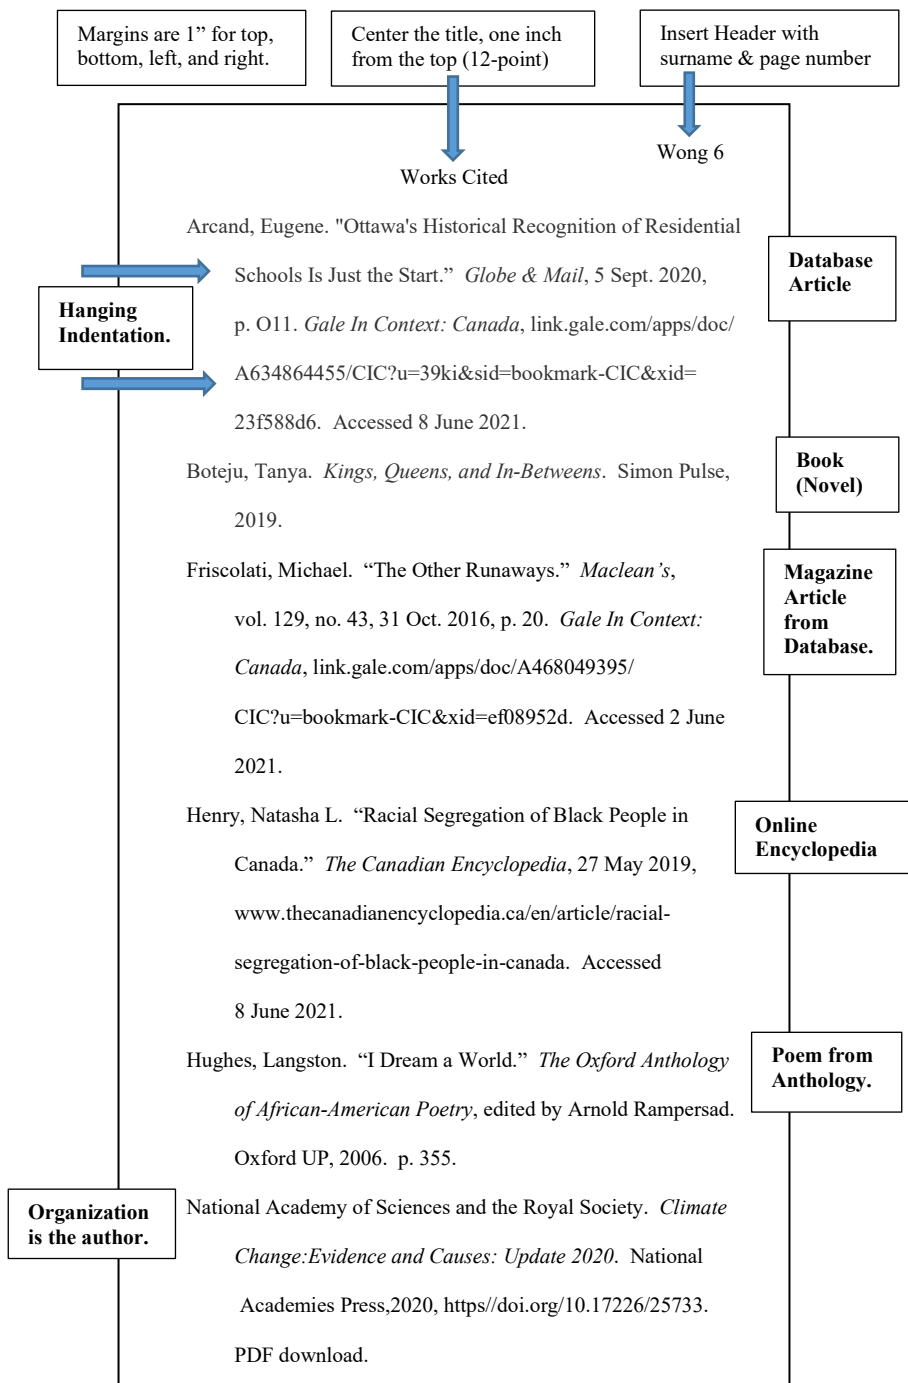 Margins are 1” for top,
bottom, left, and right.
Center the title, one inch
from the top (12-point)
Insert Header with
surname & page number
Wong 6
Works Cited
Arcand, Eugene. "Ottawa's Historical Recognition of Residential
Schools Is Just the Start.” Globe & Mail, 5 Sept. 2020,
p. O11. Gale In Context: Canada, link.gale.com/apps/doc/
A634864455/CIC?u=39ki&sid=bookmark-CIC&xid=
23f588d6. Accessed 8 June 2021.
Database
Article
Hanging
Indentation.
Boteju, Tanya. Kings, Queens, and In-Betweens. Simon Pulse,
2019.
Book
(Novel)
Friscolati, Michael. “The Other Runaways.” Maclean’s,
vol. 129, no. 43, 31 Oct. 2016, p. 20. Gale In Context:
Canada, link.gale.com/apps/doc/A468049395/
CIC?u=bookmark-CIC&xid=ef08952d. Accessed 2 June
2021.
Magazine
Article
from
Database.
Henry, Natasha L. “Racial Segregation of Black People in
Canada.” The Canadian Encyclopedia, 27 May 2019,
www.thecanadianencyclopedia.ca/en/article/racial-
segregation-of-black-people-in-canada. Accessed
8 June 2021.
Online
Encyclopedia
Hughes, Langston. “I Dream a World.” The Oxford Anthology
of African-American Poetry, edited by Arnold Rampersad.
Oxford UP, 2006. p. 355.
Poem from
Anthology.
Organization
is the author.
National Academy of Sciences and the Royal Society. Climate
Change:Evidence and Causes: Update 2020. National
Academies Press,2020, https//doi.org/10.17226/25733.
PDF download.